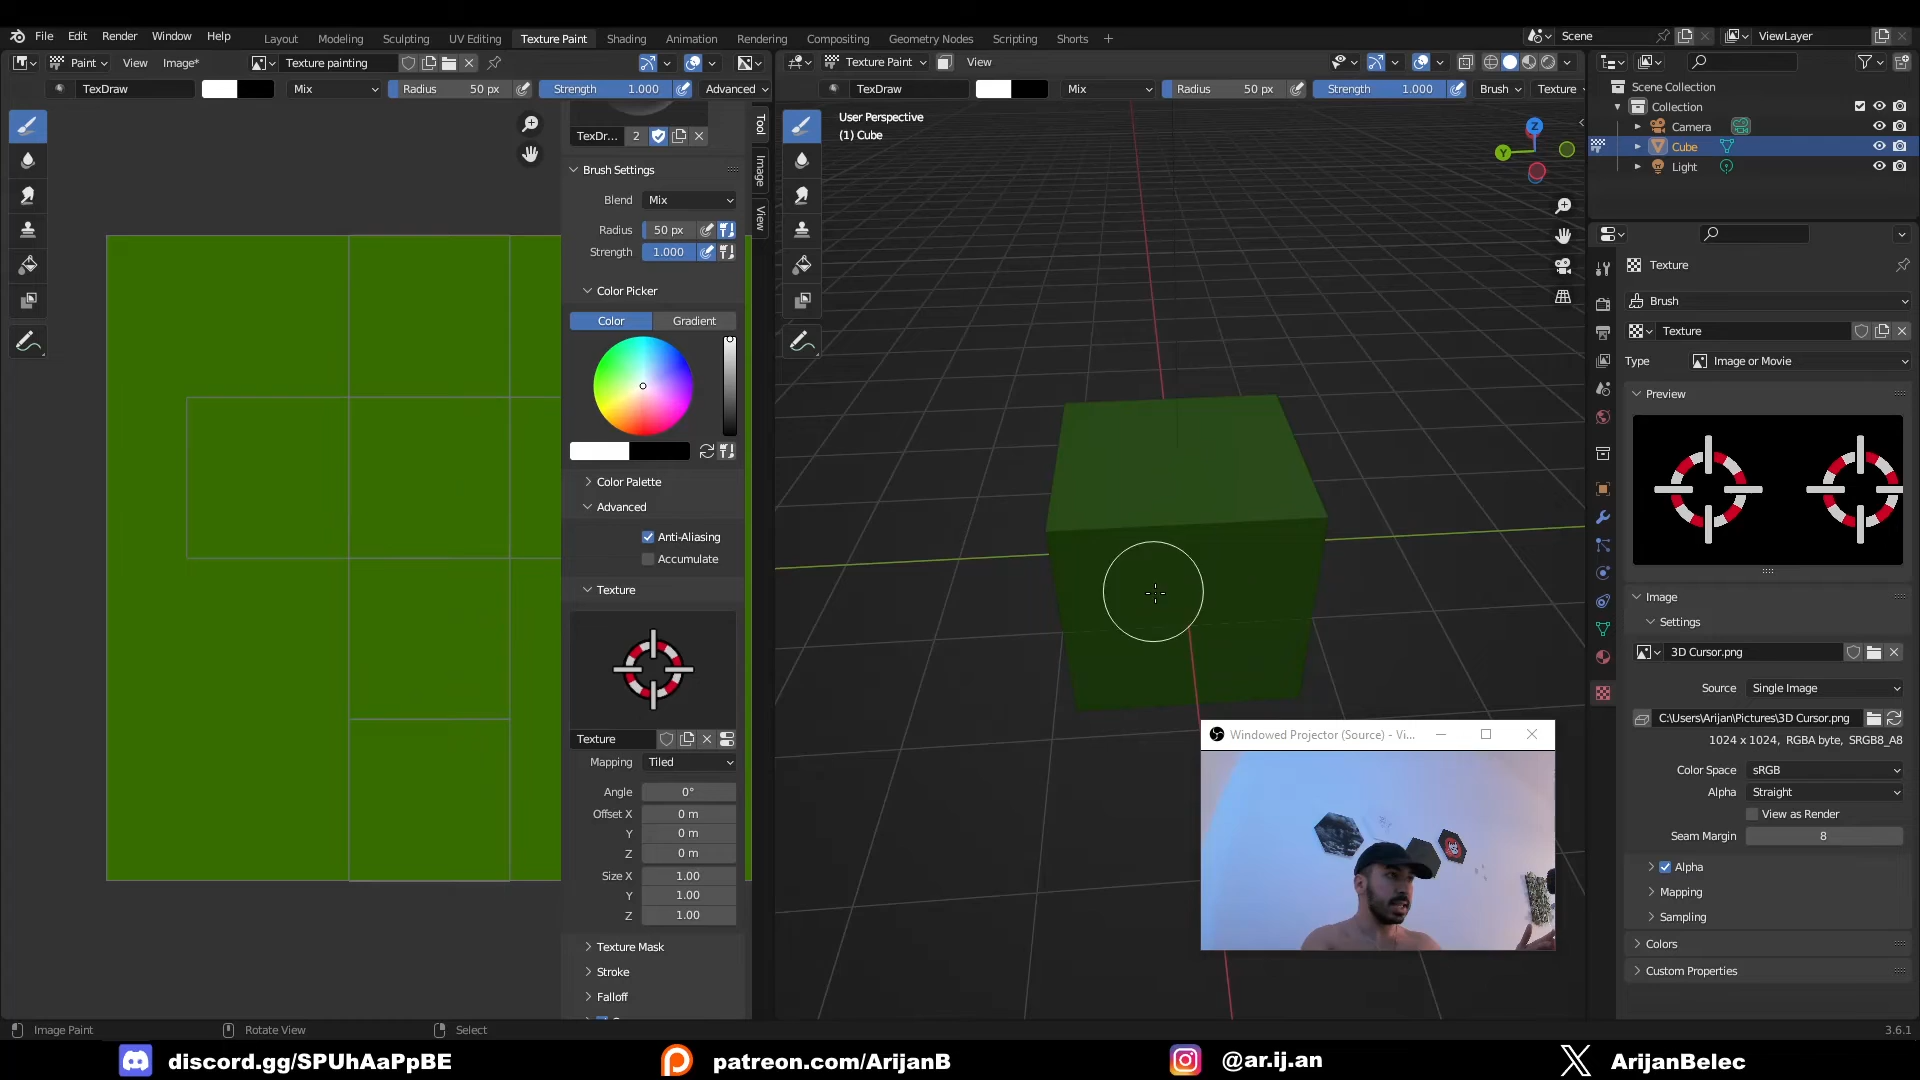 File Edit Render Window Help
Layout Modeling Sculpting UV Editing Texture Paint Shading Animation Rendering Compositing Geometry Nodes Scripting Shorts +
Scene ViewLayer
Paint View Image* Texture painting
Texture Paint View
TexDraw Mix Radius 50 px Strength 1.000 Advanced
TexDraw Mix Radius 50 px Strength 1.000 Brush Texture
User Perspective
(1) Cube
Scene Collection
Collection
Camera
Cube
Light
TexDr... 2
Tool
Image
View
Brush Settings
Blend Mix
Radius 50 px
Strength 1.000
Color Picker
Color Gradient
Color Palette
Advanced
Anti-Aliasing
Accumulate
Texture
Texture
Mapping Tiled
Angle 0°
Offset X 0 m
Y 0 m
Z 0 m
Size X 1.00
Y 1.00
Z 1.00
Texture Mask
Stroke
Falloff
Z
Y
Texture
Brush
Texture
Type Image or Movie
Preview
Image
Settings
3D Cursor.png
Source Single Image
C:\Users\Arijan\Pictures\3D Cursor.png
1024 x 1024, RGBA byte, SRGB8_A8
Color Space sRGB
Alpha Straight
View as Render
Seam Margin 8
Alpha
Mapping
Sampling
Colors
Custom Properties
Windowed Projector (Source) - Vi...
Image Paint Rotate View Select 3.6.1
discord.gg/SPUhAaPpBE patreon.com/ArijanB @ar.ij.an ArijanBelec